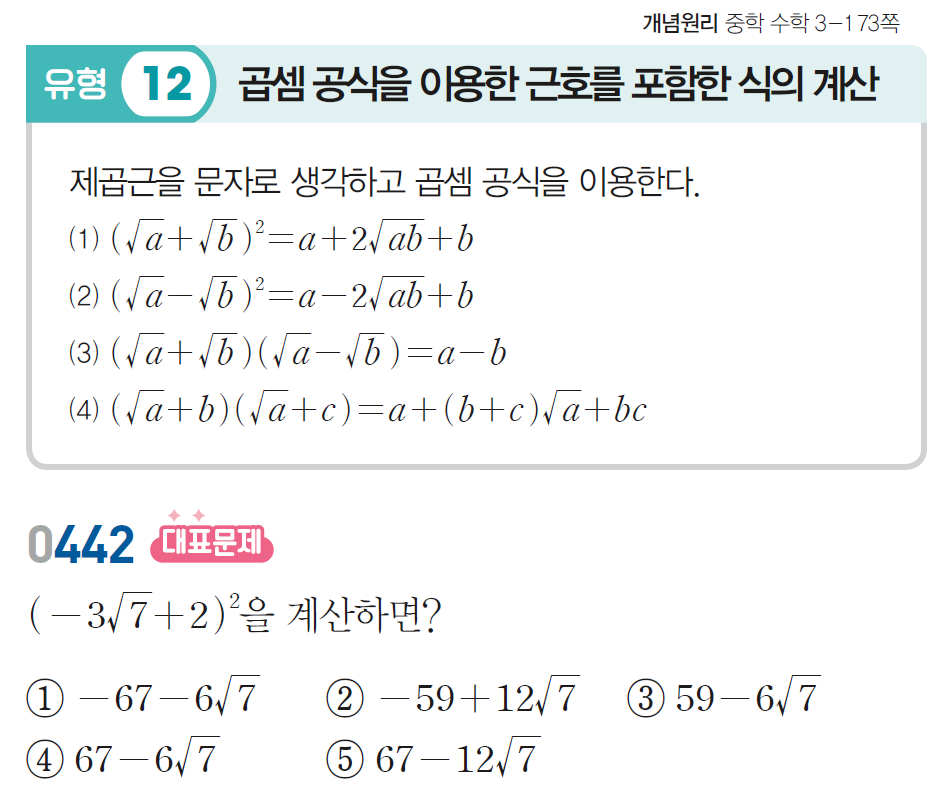 개념원리 중학 수학 3-1 73쪽
유형 12 곱셈 공식을 이용한 근호를 포함한 식의 계산
제곱근을 문자로 생각하고 곱셈 공식을 이용한다.
(1) (√a+√b)²=a+2√ab+b
(2) (√a-√b)²=a-2√ab+b
(3) (√a+√b)(√a-√b)=a-b
(4) (√a+b)(√a+c)=a+(b+c)√a+bc
0442 대표문제
(-3√7+2)²을 계산하면?
① -67-6√7 ② -59+12√7 ③ 59-6√7
④ 67-6√7 ⑤ 67-12√7